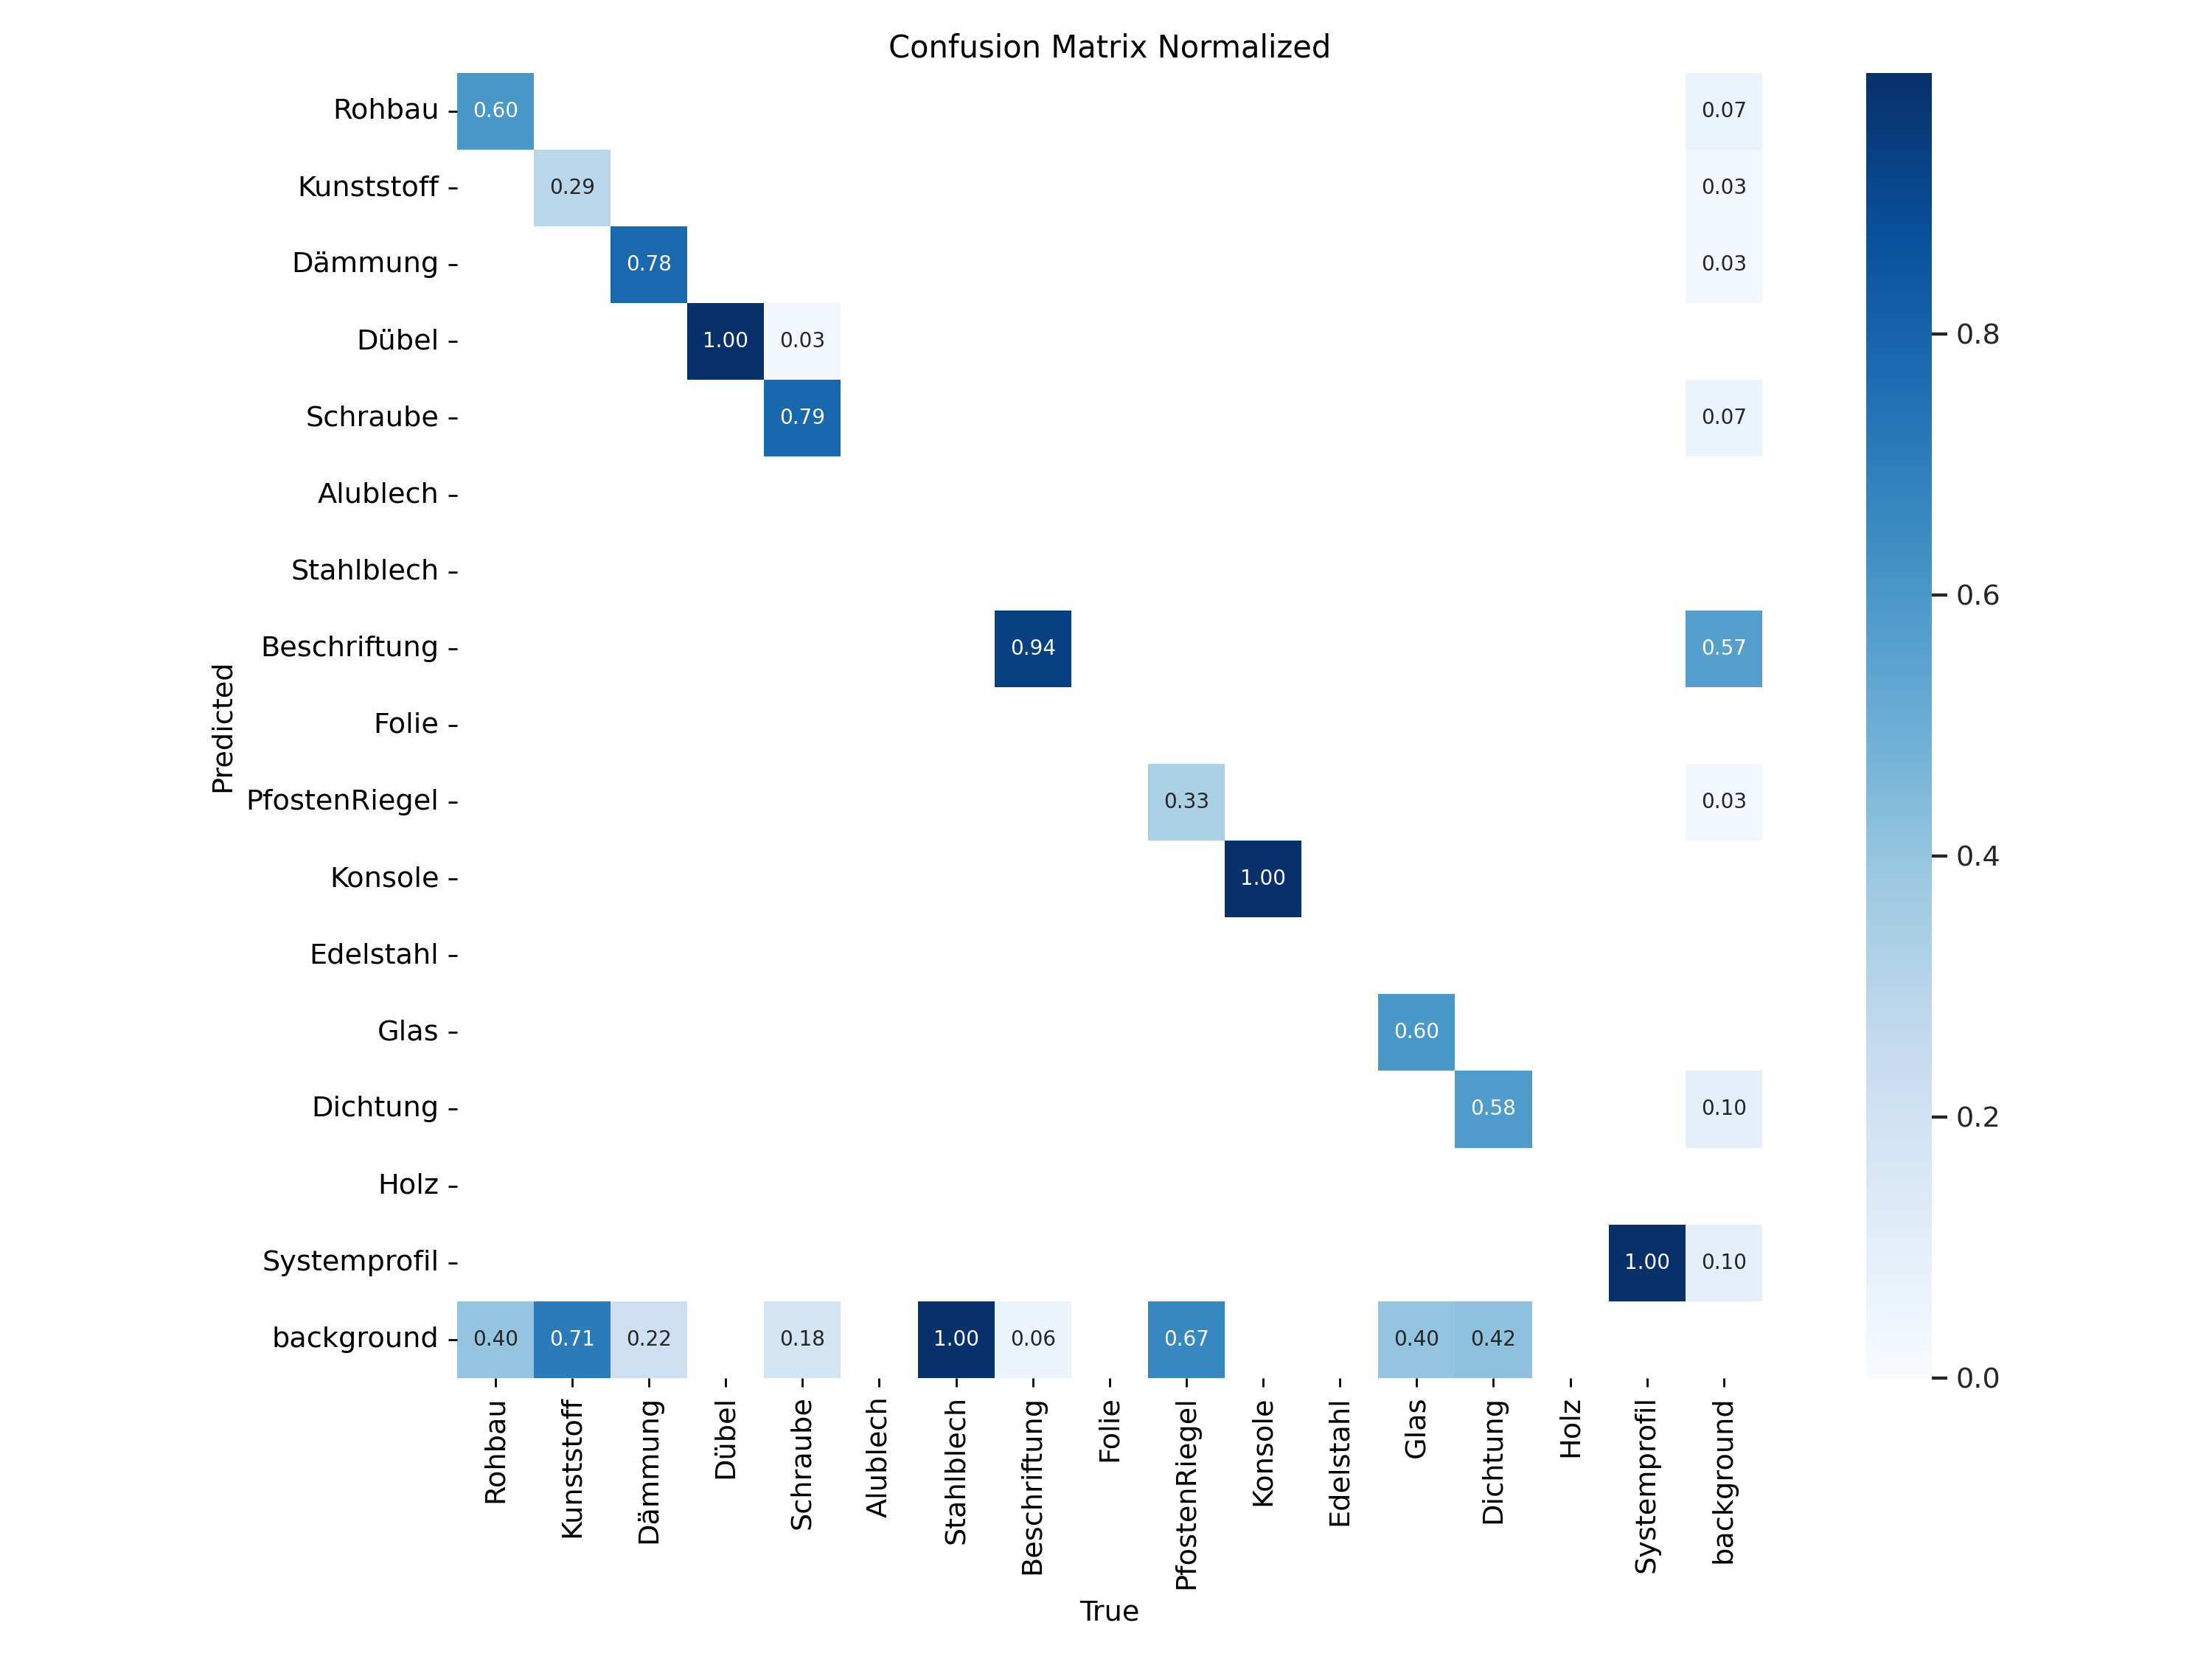 Confusion Matrix Normalized
Rohbau 0.60 0.07
Kunststoff 0.29 0.03
Dämmung 0.78 0.03
Dübel 1.00 0.03
Schraube 0.79 0.07
Alublech
Stahlblech
Beschriftung 0.94 0.57
Folie
PfostenRiegel 0.33 0.03
Konsole 1.00
Edelstahl
Glas 0.60
Dichtung 0.58 0.10
Holz
Systemprofil 1.00 0.10
background 0.40 0.71 0.22 0.18 1.00 0.06 0.67 0.40 0.42
Predicted
Rohbau
Kunststoff
Dämmung
Dübel
Schraube
Alublech
Stahlblech
Beschriftung
Folie
PfostenRiegel
Konsole
Edelstahl
Glas
Dichtung
Holz
Systemprofil
background
True
0.8
0.6
0.4
0.2
0.0